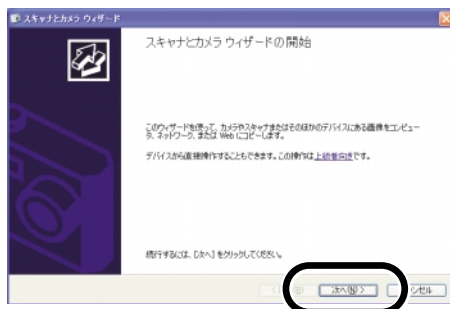 スキャナとカメラ ウィザード
スキャナとカメラ ウィザードの開始
このウィザードを使って、カメラやスキャナまたはそのほかのデバイスにある画像をコンピュー
タ、ネットワーク、または Web にコピーします。
デバイスから直接操作することもできます。この操作は上級者向きです。
続行するには、[次へ] をクリックしてください。
次へ(N) >